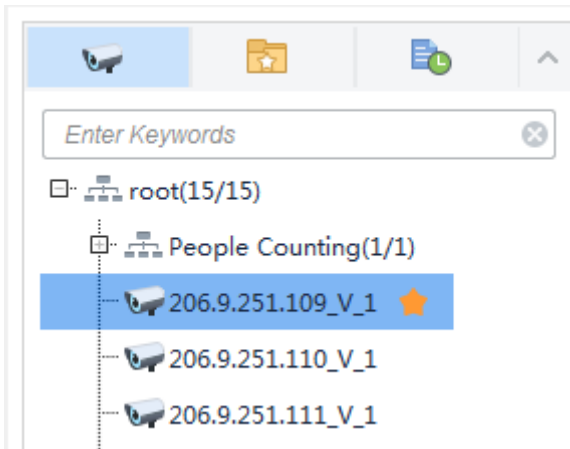 Enter Keywords
root(15/15)
People Counting(1/1)
206.9.251.109_V_1
206.9.251.110_V_1
206.9.251.111_V_1